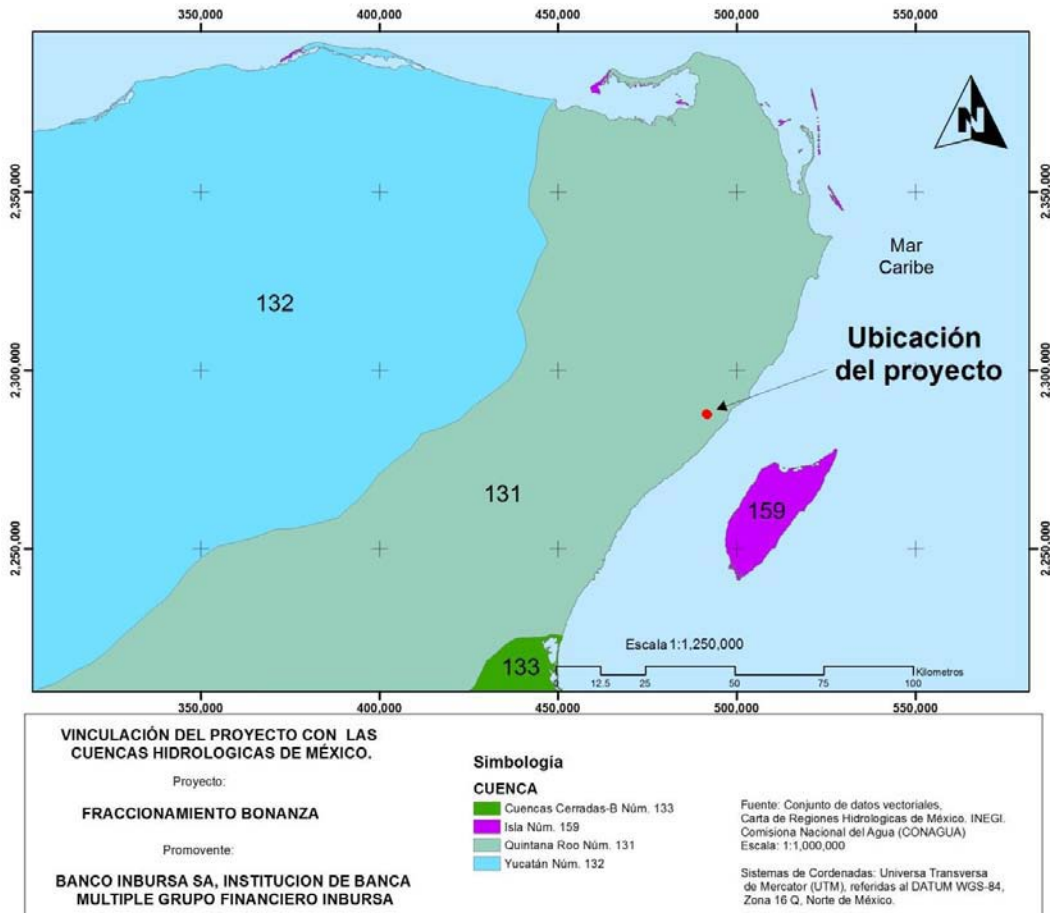 350,000 400,000 450,000 500,000 550,000
2,350,000 2,350,000
Mar
Caribe
132
Ubicación
del proyecto
2,300,000 2,300,000
131
159
2,250,000 2,250,000
Escala 1:1,250,000
133
Kilometros
0 12.5 25 50 75 100
350,000 400,000 450,000 500,000 550,000
N
VINCULACIÓN DEL PROYECTO CON LAS
CUENCAS HIDROLOGICAS DE MÉXICO.
Proyecto:
FRACCIONAMIENTO BONANZA
Promovente:
BANCO INBURSA SA, INSTITUCION DE BANCA
MULTIPLE GRUPO FINANCIERO INBURSA
Simbología
CUENCA
Cuencas Cerradas-B Núm. 133
Isla Núm. 159
Quintana Roo Núm. 131
Yucatán Núm. 132
Fuente: Conjunto de datos vectoriales,
Carta de Regiones Hidrologicas de México. INEGI.
Comisiona Nacional del Agua (CONAGUA)
Escala: 1:1,000,000
Sistemas de Cordenadas: Universa Transversa
de Mercator (UTM), referidas al DATUM WGS-84,
Zona 16 Q, Norte de México.